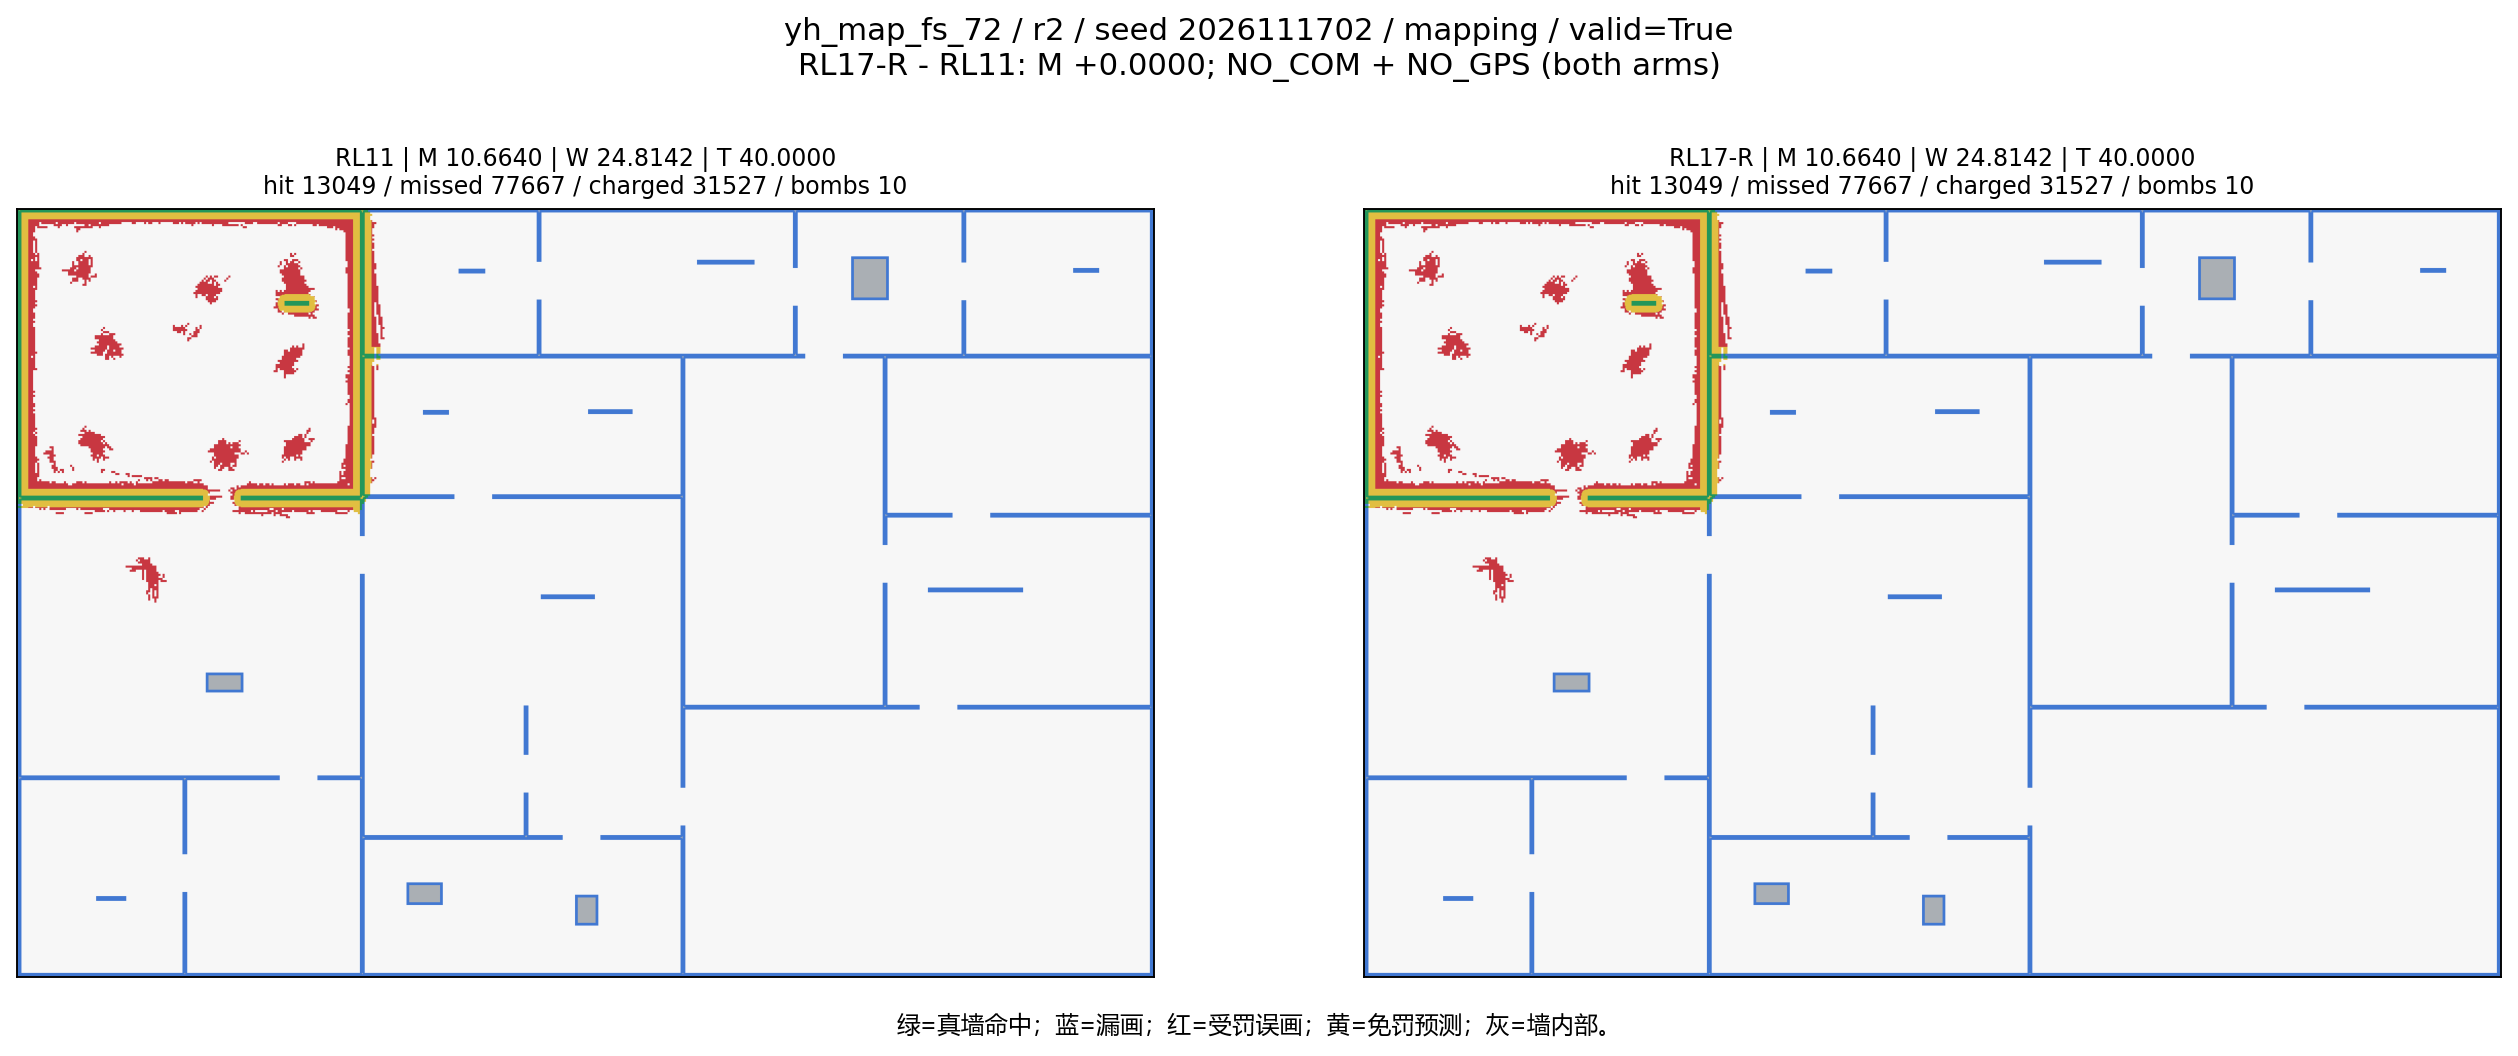 yh_map_fs_72 / r2 / seed 2026111702 / mapping / valid=True
RL17-R - RL11: M +0.0000; NO_COM + NO_GPS (both arms)
RL11 | M 10.6640 | W 24.8142 | T 40.0000
hit 13049 / missed 77667 / charged 31527 / bombs 10
RL17-R | M 10.6640 | W 24.8142 | T 40.0000
hit 13049 / missed 77667 / charged 31527 / bombs 10
绿=真墙命中；蓝=漏画；红=受罚误画；黄=免罚预测；灰=墙内部。